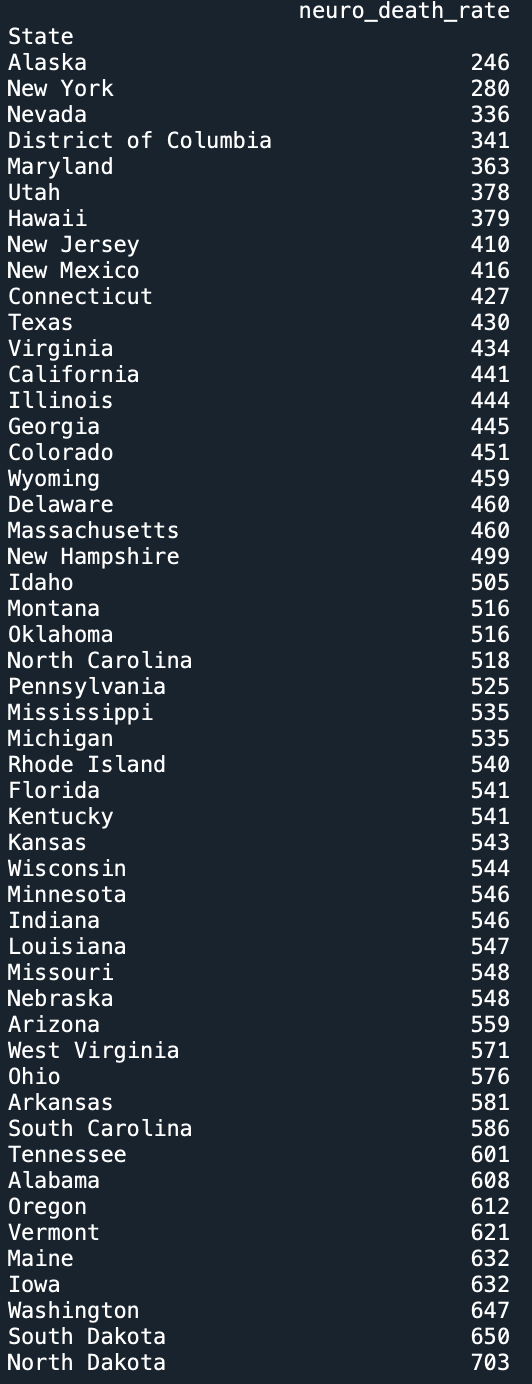 neuro_death_rate
State
Alaska 246
New York 280
Nevada 336
District of Columbia 341
Maryland 363
Utah 378
Hawaii 379
New Jersey 410
New Mexico 416
Connecticut 427
Texas 430
Virginia 434
California 441
Illinois 444
Georgia 445
Colorado 451
Wyoming 459
Delaware 460
Massachusetts 460
New Hampshire 499
Idaho 505
Montana 516
Oklahoma 516
North Carolina 518
Pennsylvania 525
Mississippi 535
Michigan 535
Rhode Island 540
Florida 541
Kentucky 541
Kansas 543
Wisconsin 544
Minnesota 546
Indiana 546
Louisiana 547
Missouri 548
Nebraska 548
Arizona 559
West Virginia 571
Ohio 576
Arkansas 581
South Carolina 586
Tennessee 601
Alabama 608
Oregon 612
Vermont 621
Maine 632
Iowa 632
Washington 647
South Dakota 650
North Dakota 703